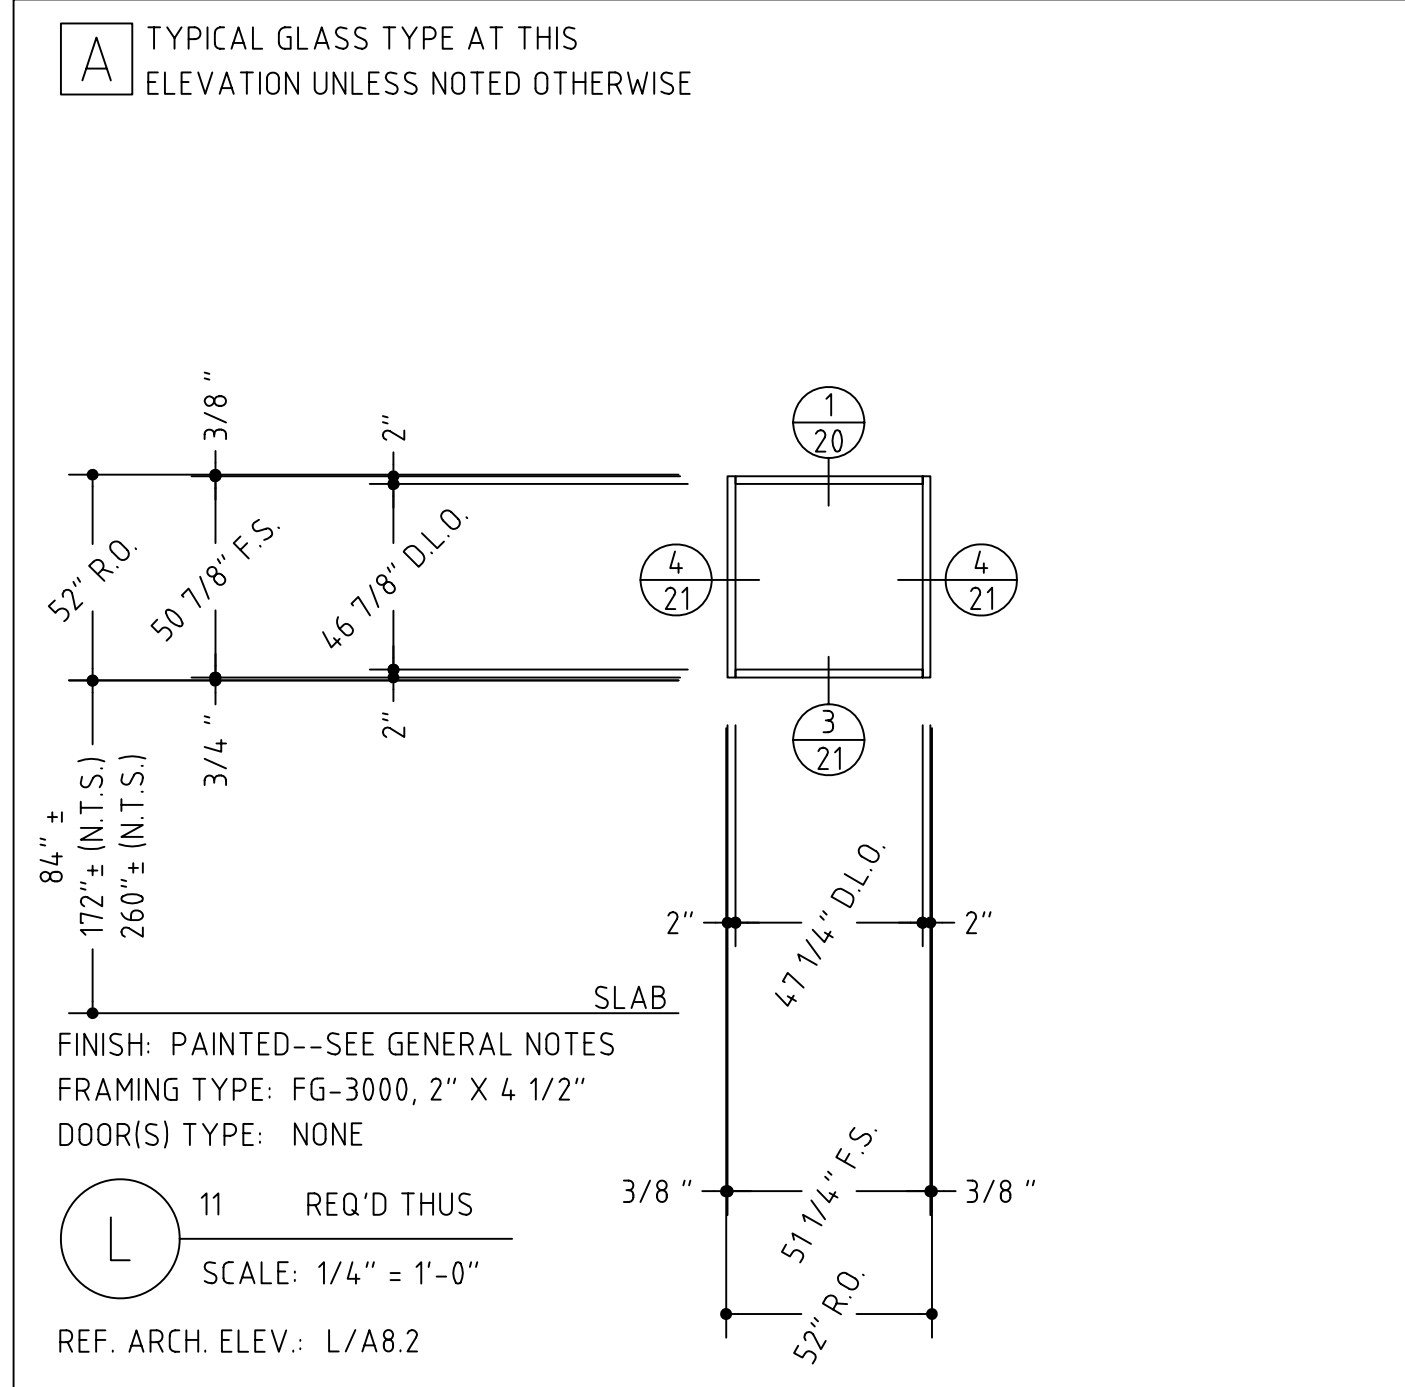 A
TYPICAL GLASS TYPE AT THIS
ELEVATION UNLESS NOTED OTHERWISE
3/8 "
2"
1
20
52" R.O.
50 7/8" F.S.
46 7/8" D.L.O.
4
21
4
21
3/4 "
2"
3
21
84" ±
172"± (N.T.S.)
260"± (N.T.S.)
2"
47 1/4" D.L.O.
2"
SLAB
FINISH: PAINTED--SEE GENERAL NOTES
FRAMING TYPE: FG-3000, 2" X 4 1/2"
DOOR(S) TYPE: NONE
3/8 "
51 1/4" F.S.
3/8 "
L
11 REQ'D THUS
SCALE: 1/4" = 1'-0"
52" R.O.
REF. ARCH. ELEV.: L/A8.2